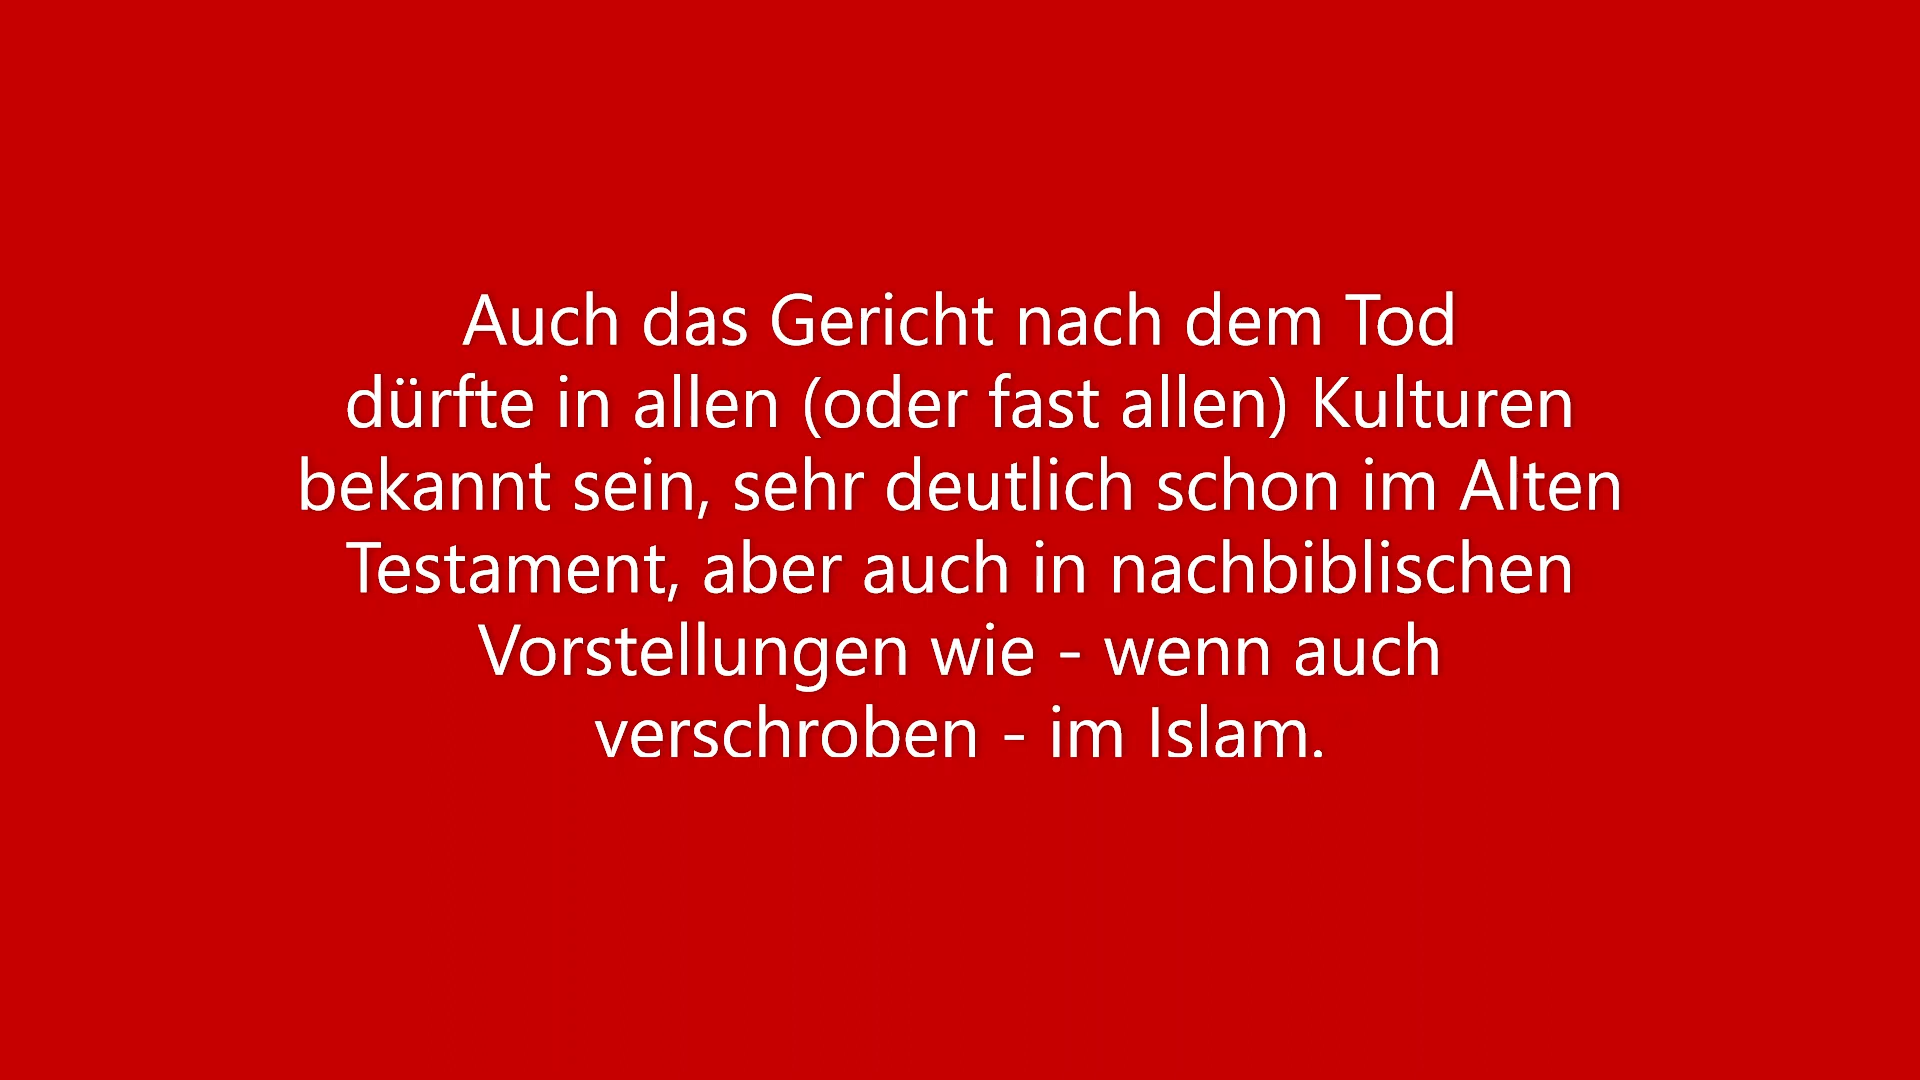 Auch das Gericht nach dem Tod
dürfte in allen (oder fast allen) Kulturen
bekannt sein, sehr deutlich schon im Alten
Testament, aber auch in nachbiblischen
Vorstellungen wie - wenn auch
verschroben - im Islam.